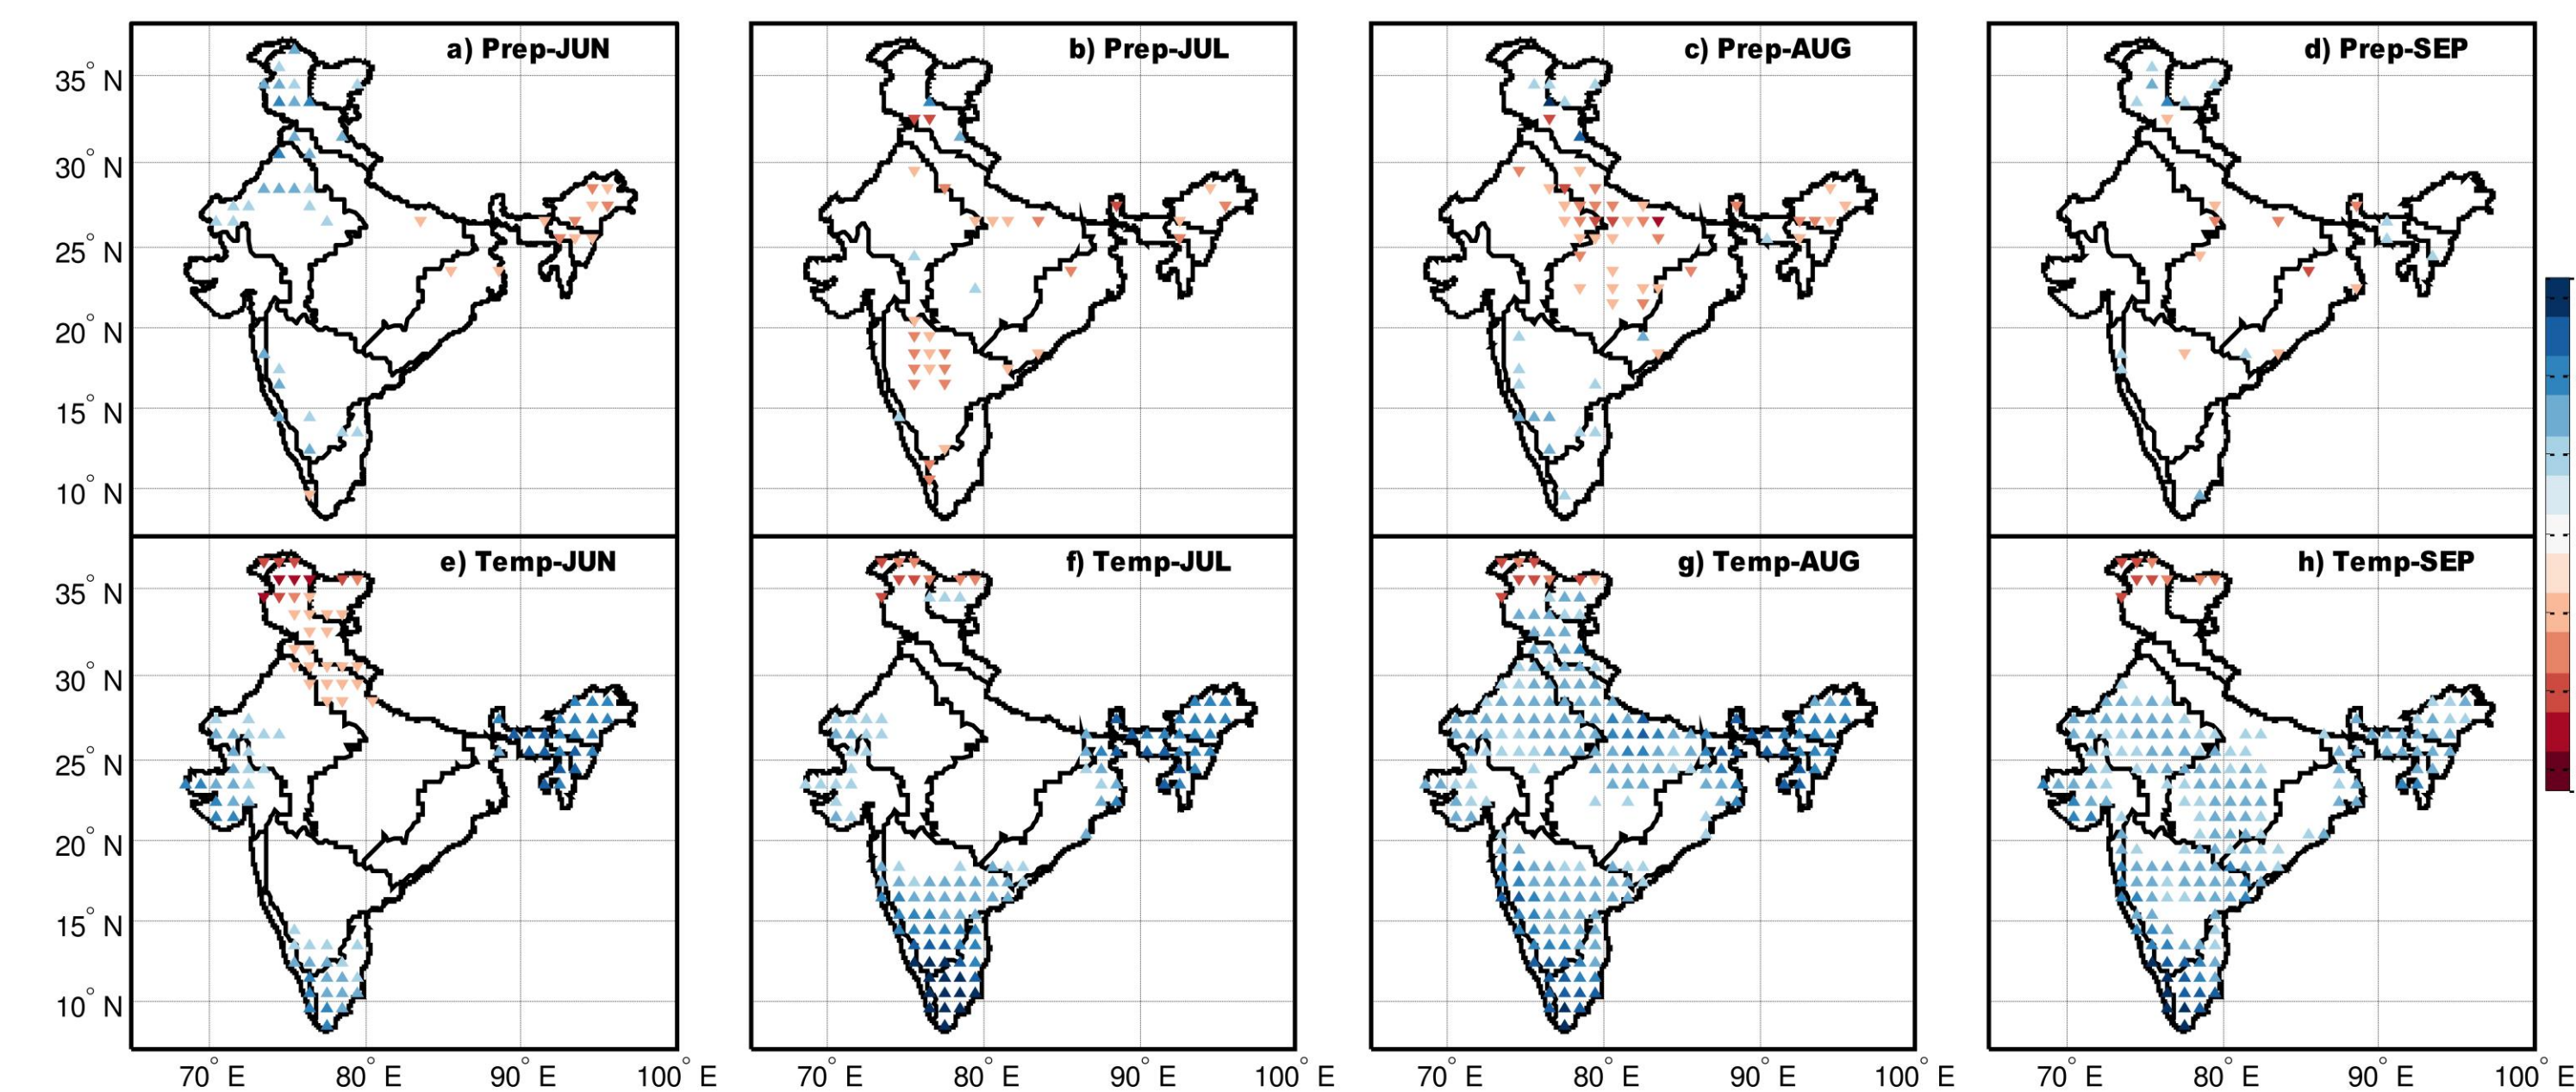 a) Prep-JUN b) Prep-JUL c) Prep-AUG d) Prep-SEP
35° N
30° N
25° N
20° N
15° N
10° N
e) Temp-JUN f) Temp-JUL g) Temp-AUG h) Temp-SEP
35° N
30° N
25° N
20° N
15° N
10° N
70° E 80° E 90° E 100° E 70° E 80° E 90° E 100° E 70° E 80° E 90° E 100° E 70° E 80° E 90° E 100° E